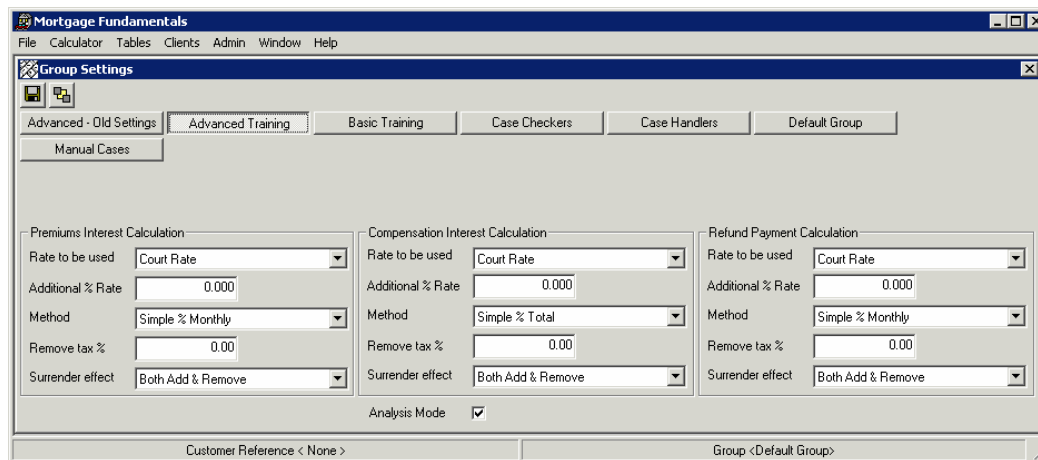 Mortgage Fundamentals
File Calculator Tables Clients Admin Window Help
Group Settings
Advanced - Old Settings Advanced Training Basic Training Case Checkers Case Handlers Default Group
Manual Cases
Premiums Interest Calculation Compensation Interest Calculation Refund Payment Calculation
Rate to be used Court Rate Rate to be used Court Rate Rate to be used Court Rate
Additional % Rate 0.000 Additional % Rate 0.000 Additional % Rate 0.000
Method Simple % Monthly Method Simple % Total Method Simple % Monthly
Remove tax % 0.00 Remove tax % 0.00 Remove tax % 0.00
Surrender effect Both Add & Remove Surrender effect Both Add & Remove Surrender effect Both Add & Remove
Analysis Mode
Customer Reference < None > Group <Default Group>